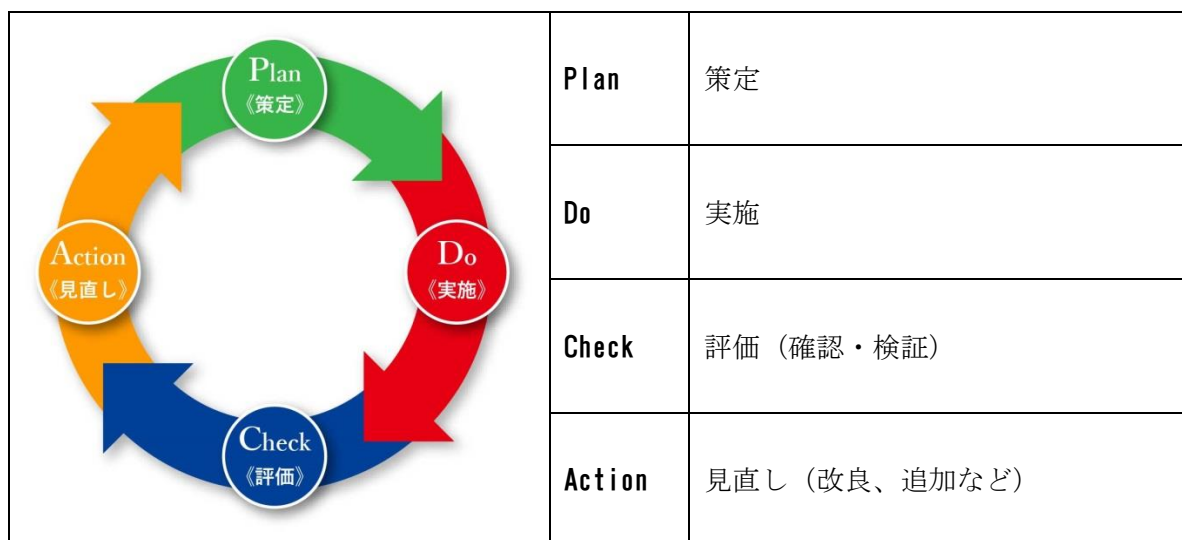 Plan
《策定》
Do
《実施》
Check
《評価》
Action
《見直し》
Plan 策定
Do 実施
Check 評価（確認・検証）
Action 見直し（改良、追加など）